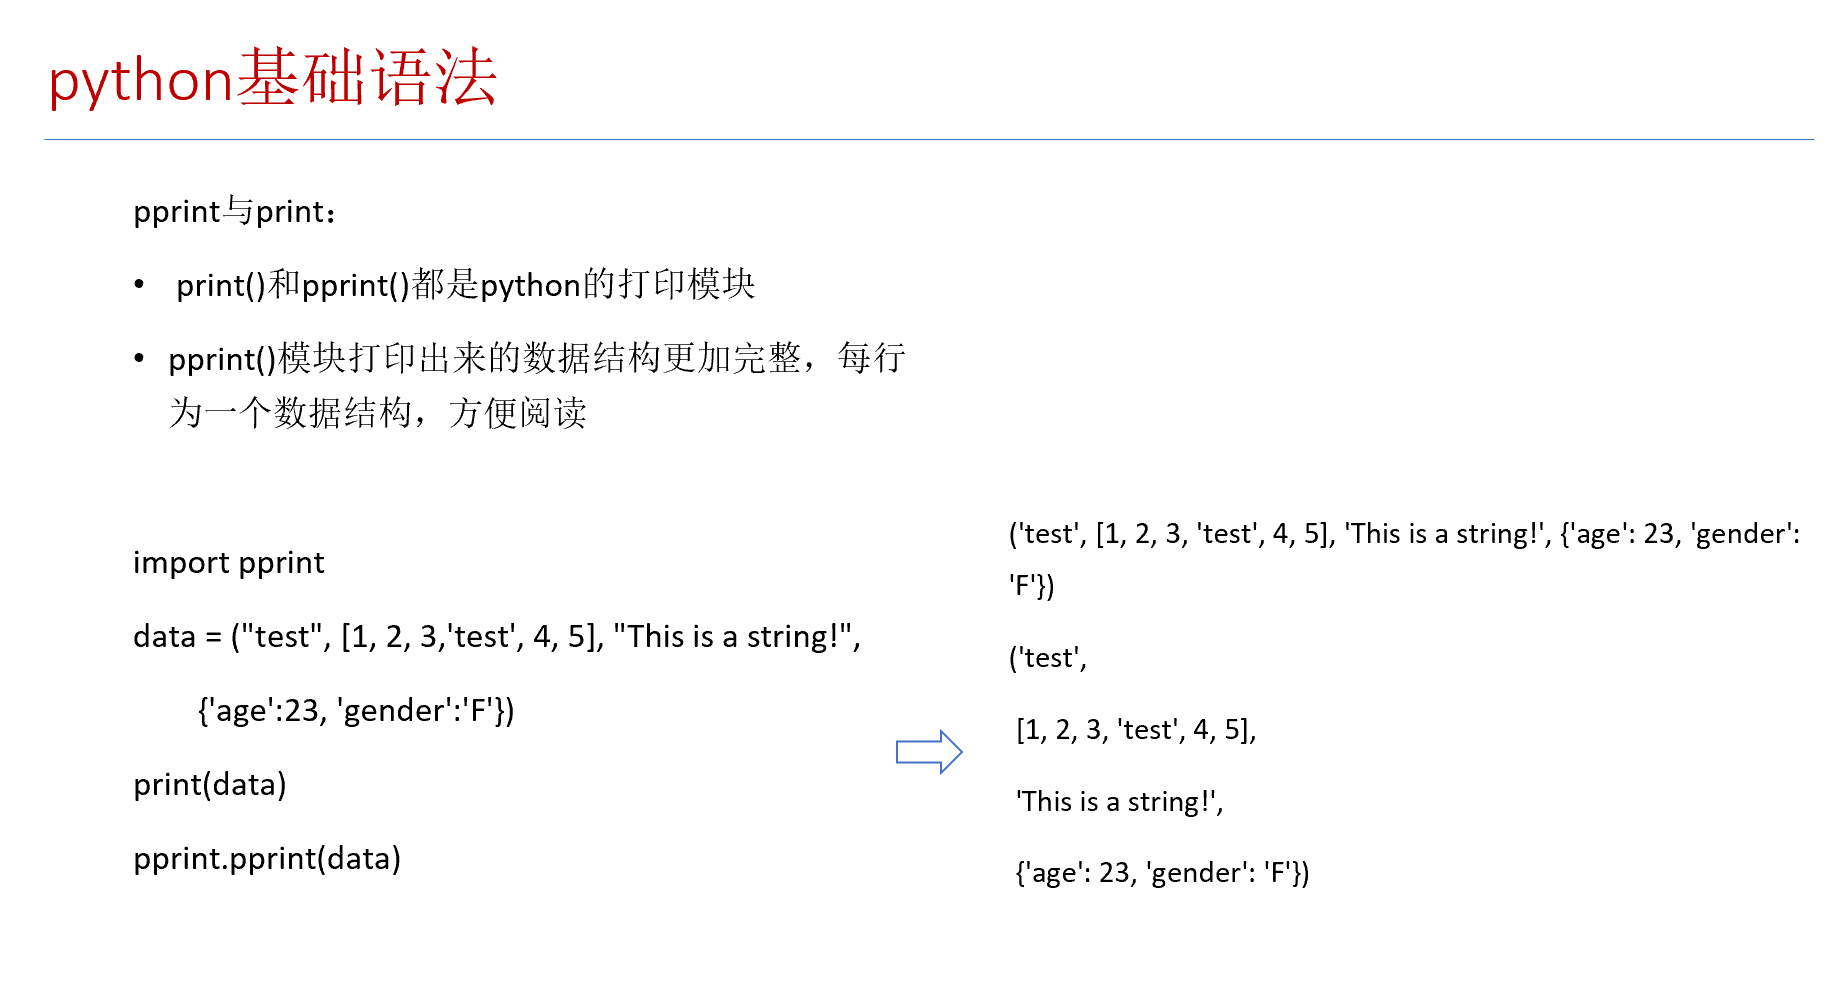 python基础语法
pprint与print：
• print()和pprint()都是python的打印模块
• pprint()模块打印出来的数据结构更加完整，每行
为一个数据结构，方便阅读
import pprint
data = ("test", [1, 2, 3,'test', 4, 5], "This is a string!",
{'age':23, 'gender':'F'})
print(data)
pprint.pprint(data)
('test', [1, 2, 3, 'test', 4, 5], 'This is a string!', {'age': 23, 'gender':
'F'})
('test',
[1, 2, 3, 'test', 4, 5],
'This is a string!',
{'age': 23, 'gender': 'F'})